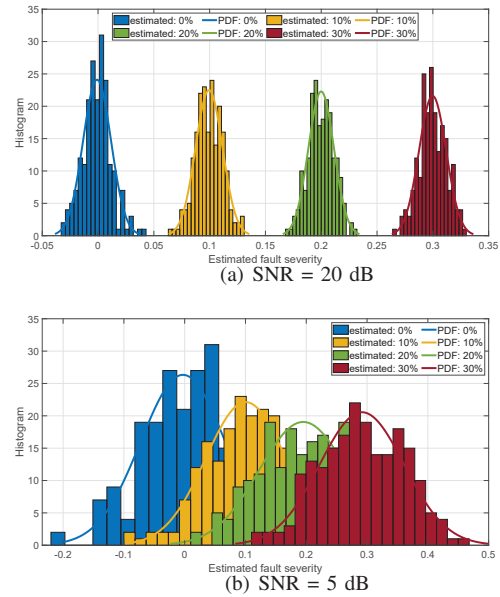 estimated: 0% PDF: 0% estimated: 10% PDF: 10%
estimated: 20% PDF: 20% estimated: 30% PDF: 30%
35
30
25
20
15
10
5
0
Histogram
-0.05 0 0.05 0.1 0.15 0.2 0.25 0.3 0.35
Estimated fault severity
(a) SNR = 20 dB
estimated: 0% PDF: 0%
estimated: 10% PDF: 10%
estimated: 20% PDF: 20%
estimated: 30% PDF: 30%
35
30
25
20
15
10
5
0
Histogram
-0.2 -0.1 0 0.1 0.2 0.3 0.4 0.5
Estimated fault severity
(b) SNR = 5 dB